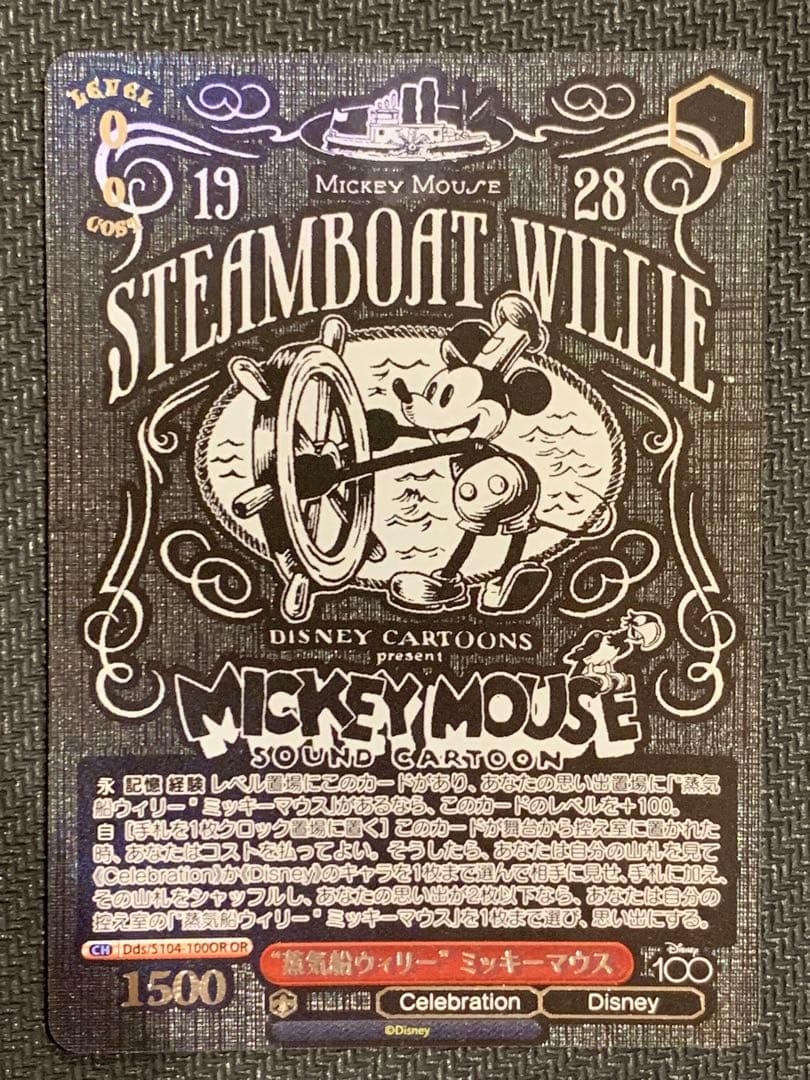 LEVEL
0
0
COST
MICKEY MOUSE
19 28
STEAMBOAT WILLIE
DISNEY CARTOONS
present
MICKEY MOUSE
SOUND CARTOON
永 記憶 経験 レベル置場にこのカードがあり、あなたの思い出置場に「“蒸気
船ウィリー” ミッキーマウス」があるなら、このカードのレベルを+100。
自 [手札を1枚クロック置場に置く] このカードが舞台から控え室に置かれた
時、あなたはコストを払ってよい。そうしたら、あなたは自分の山札を見て
《Celebration》か《Disney》のキャラを1枚まで選んで相手に見せ、手札に加え、
その山札をシャッフルし、あなたの思い出が2枚以下なら、あなたは自分の
控え室の「“蒸気船ウィリー” ミッキーマウス」を1枚まで選び、思い出にする。
CH Dds/S104-100OR OR
“蒸気船ウィリー” ミッキーマウス
Disney
100
1500
Celebration Disney
©Disney